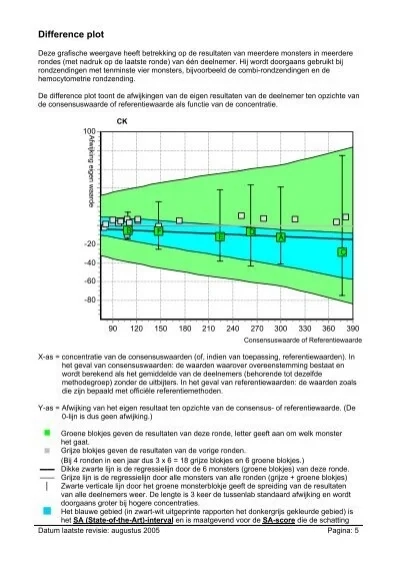 Difference plot
Deze grafische weergave heeft betrekking op de resultaten van meerdere monsters in meerdere
rondes (met nadruk op de laatste ronde) van één deelnemer. Hij wordt doorgaans gebruikt bij
rondzendingen met tenminste vier monsters, bijvoorbeeld de combi-rondzendingen en de
hemocytometrie rondzending.
De difference plot toont de afwijkingen van de eigen resultaten van de deelnemer ten opzichte van
de consensuswaarde of referentiewaarde als functie van de concentratie.
CK
100
Afwijking eigen waarde
-20
-40
-60
-80
90 120 150 180 210 240 270 300 330 360 390
Consensuswaarde of Referentiewaarde
X-as = concentratie van de consensuswaarden (of, indien van toepassing, referentiewaarden). In
het geval van consensuswaarden: de waarden waarover overeenstemming bestaat en
wordt berekend als het gemiddelde van de deelnemers (behorende tot dezelfde
methodegroep) zonder de uitbijters. In het geval van referentiewaarden: de waarden zoals
die zijn bepaald met officiële referentiemethoden.
Y-as = Afwijking van het eigen resultaat ten opzichte van de consensus- of referentiewaarde. (De
0-lijn is dus geen afwijking.)
Groene blokjes geven de resultaten van deze ronde, letter geeft aan om welk monster
het gaat.
Grijze blokjes geven de resultaten van de vorige ronden.
(Bij 4 ronden in een jaar dus 3 x 6 = 18 grijze blokjes en 6 groene blokjes.)
Dikke zwarte lijn is de regressielijn door de 6 monsters (groene blokjes) van deze ronde.
Grijze lijn is de regressielijn door alle monsters van alle ronden (grijze + groene blokjes)
Zwarte verticale lijn door het groene monsterblokje geeft de spreiding van de resultaten
van alle deelnemers weer. De lengte is 3 keer de tussenlab standaard afwijking en wordt
doorgaans groter bij hogere concentraties.
Het blauwe gebied (in zwart-wit uitgeprinte rapporten het donkergrijs gekleurde gebied) is
het SA (State-of-the-Art)-interval en is maatgevend voor de SA-score die de schatting
Datum laatste revisie: augustus 2005 Pagina: 5